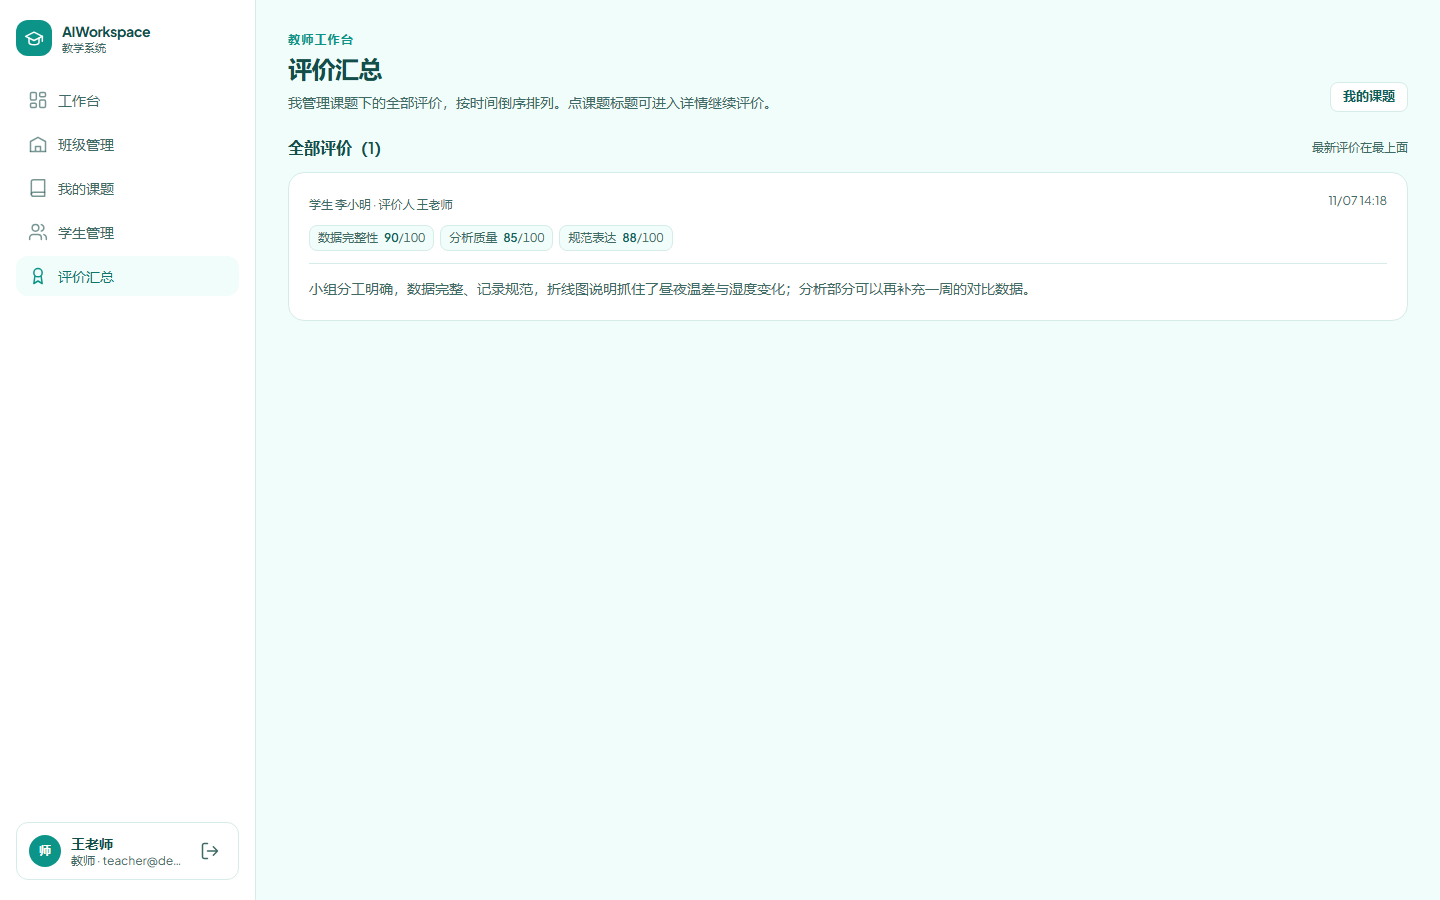 AIWorkspace
教学系统
工作台
班级管理
我的课题
学生管理
评价汇总
师
王老师
教师 · teacher@de...
教师工作台
评价汇总
我管理课题下的全部评价，按时间倒序排列。点课题标题可进入详情继续评价。
我的课题
全部评价（1）
最新评价在最上面
学生 李小明 · 评价人 王老师
11/07 14:18
数据完整性 90/100
分析质量 85/100
规范表达 88/100
小组分工明确，数据完整、记录规范，折线图说明抓住了昼夜温差与湿度变化；分析部分可以再补充一周的对比数据。